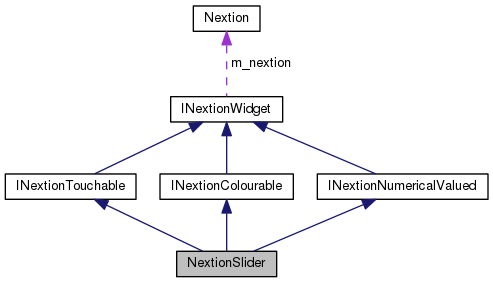 Nextion
m_nextion
INextionWidget
INextionTouchable
INextionColourable
INextionNumericalValued
NextionSlider